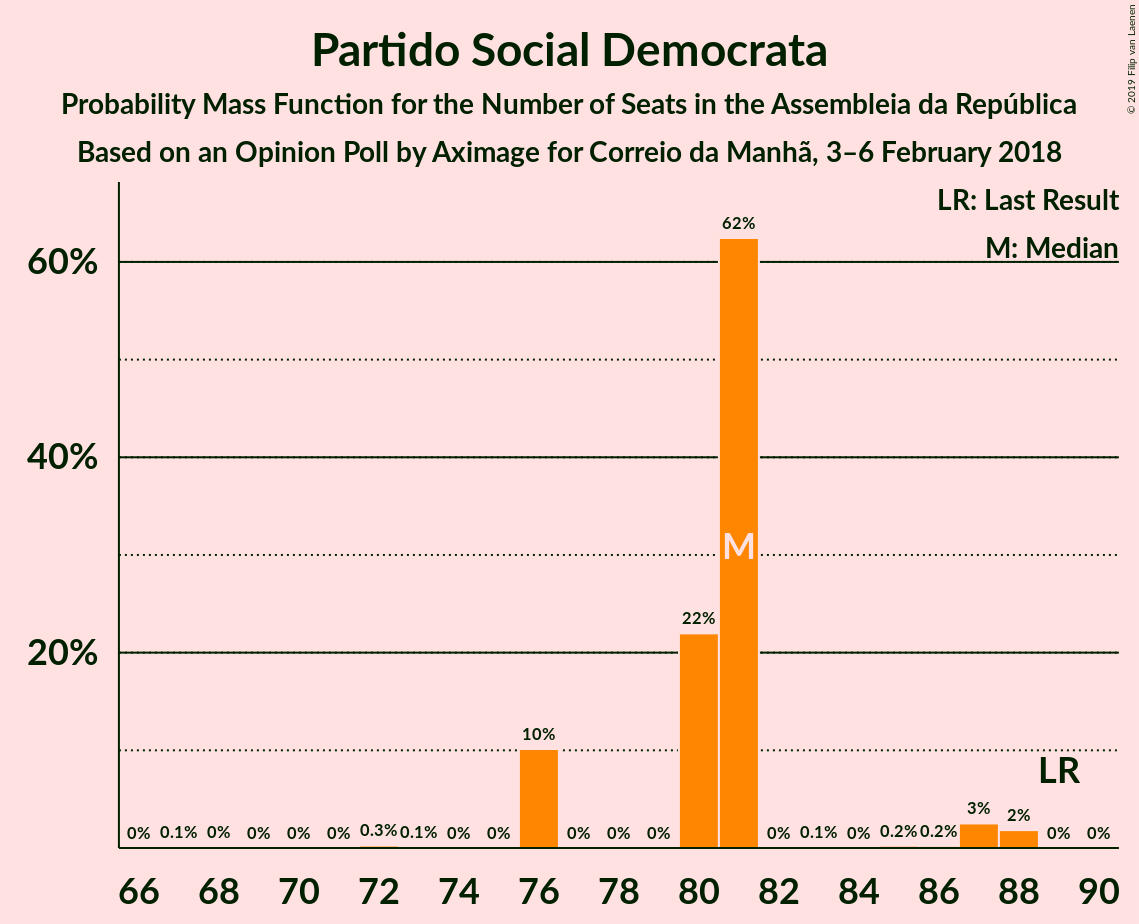 Partido Social Democrata
Probability Mass Function for the Number of Seats in the Assembleia da República
Based on an Opinion Poll by Aximage for Correio da Manhã, 3–6 February 2018
© 2019 Filip van Laenen
LR: Last Result
M: Median
60%
40%
20%
0% 0.1% 0% 0% 0% 0% 0.3% 0.1% 0% 0% 10% 0% 0% 0% 22% 62% 0% 0.1% 0% 0.2% 0.2% 3% 2% 0% 0%
M
LR
66 68 70 72 74 76 78 80 82 84 86 88 90